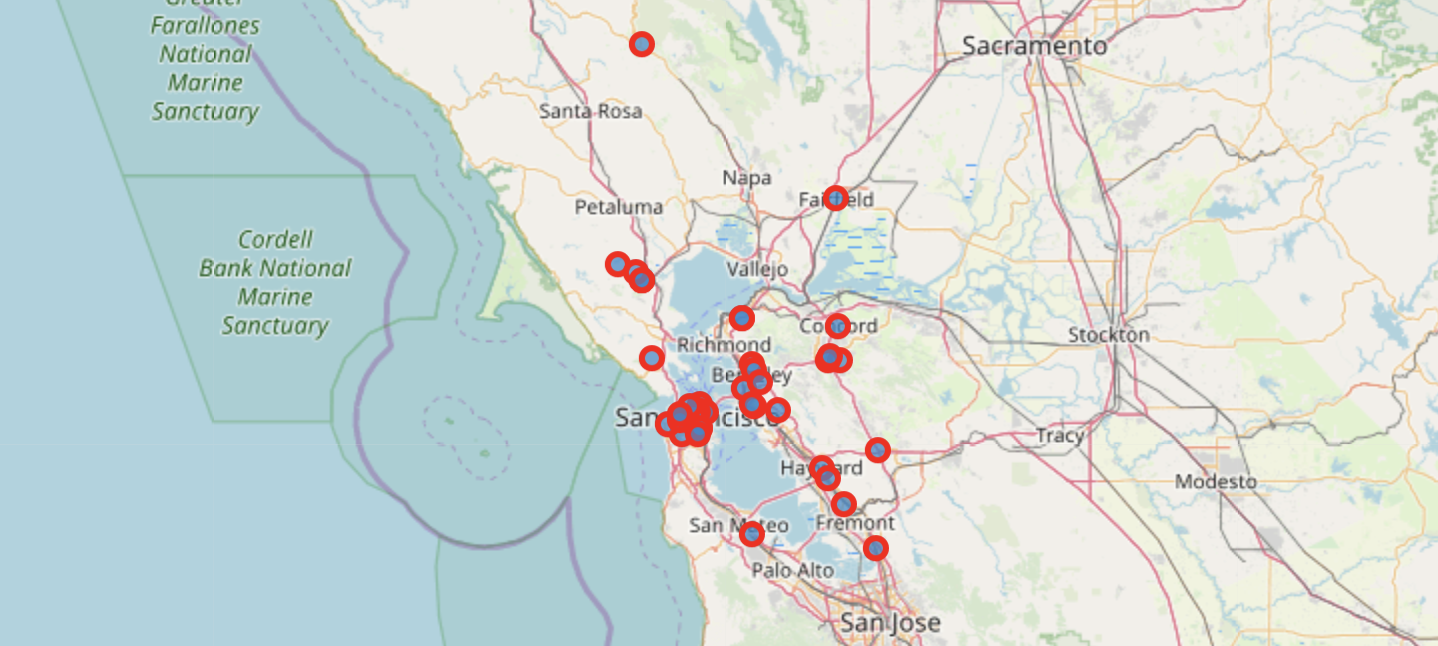 Greater
Farallones
National
Marine
Sanctuary
Sacramento
Santa Rosa
Napa
Petaluma
Fairfield
Cordell
Bank National
Marine
Sanctuary
Vallejo
Concord
Stockton
Richmond
Berkeley
San Francisco
Tracy
Hayward
Modesto
San Mateo
Fremont
Palo Alto
San Jose